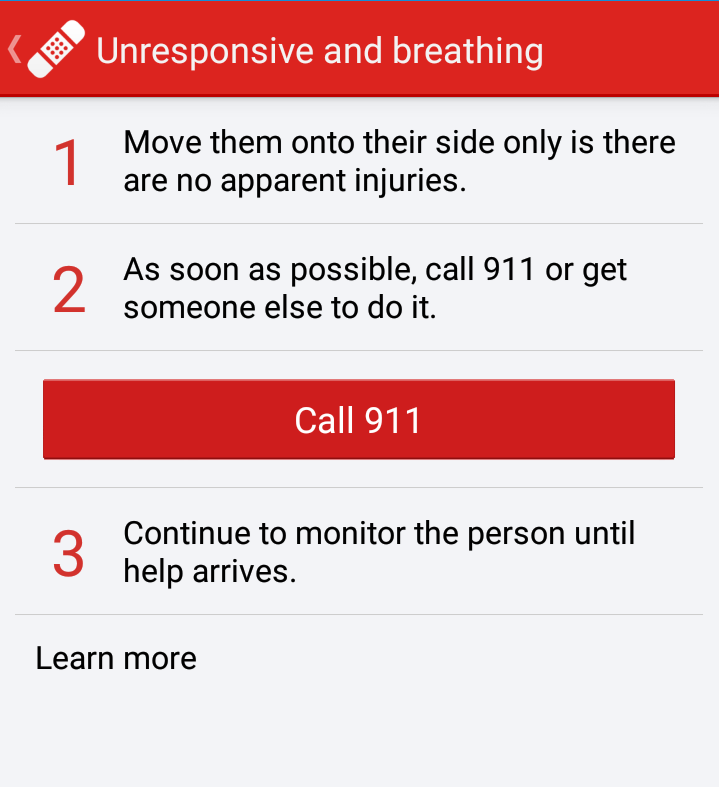 Unresponsive and breathing
1
Move them onto their side only is there
are no apparent injuries.
2
As soon as possible, call 911 or get
someone else to do it.
Call 911
3
Continue to monitor the person until
help arrives.
Learn more